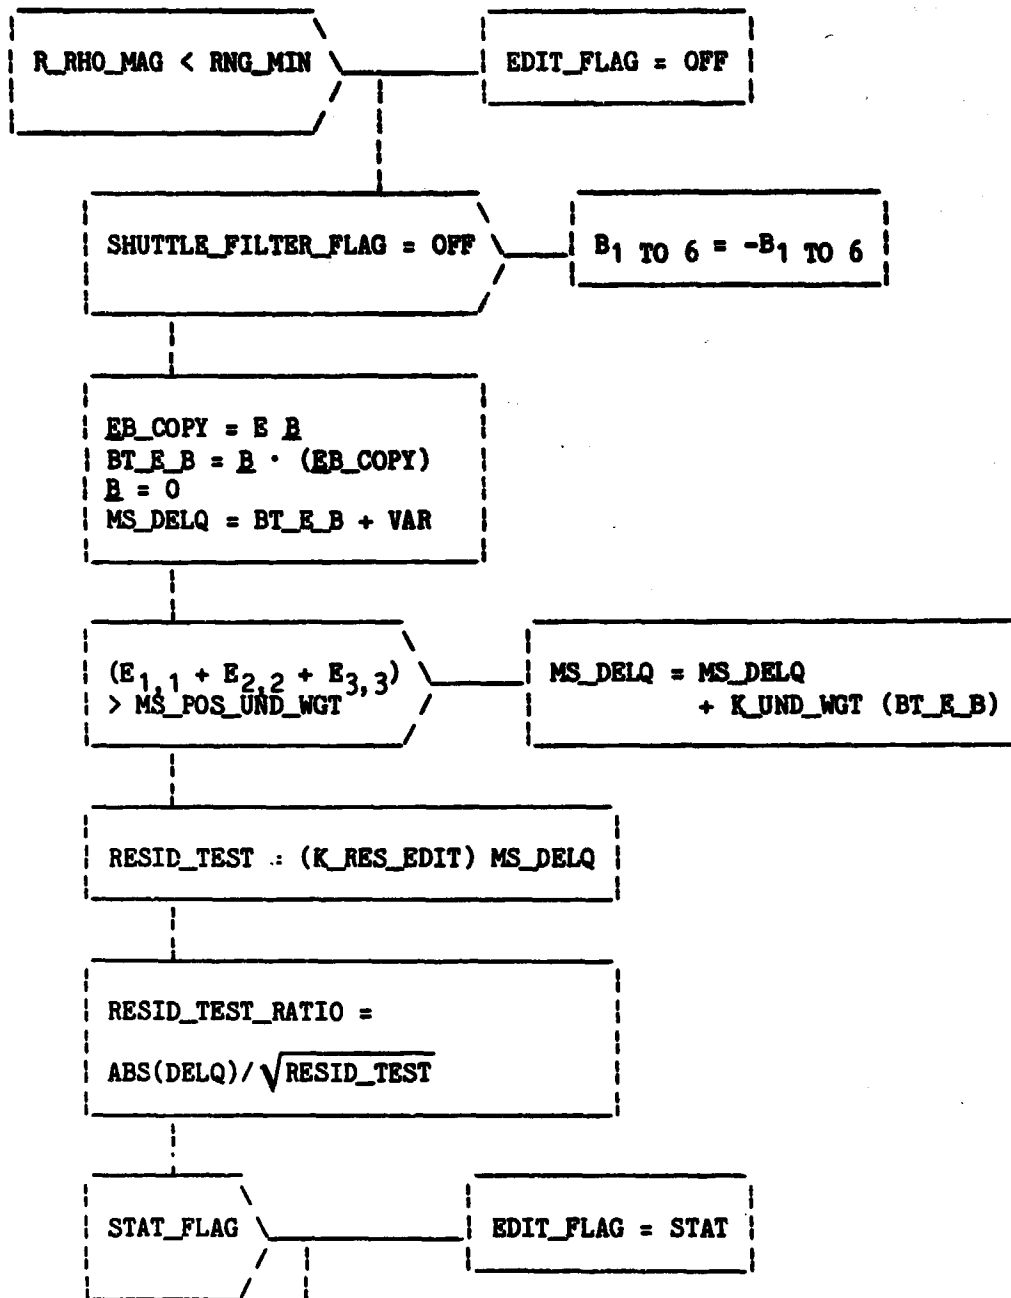 R_RHO_MAG < RNG_MIN
EDIT_FLAG = OFF
SHUTTLE_FILTER_FLAG = OFF
B1 TO 6 = -B1 TO 6
EB_COPY = E B
BT_E_B = B · (EB_COPY)
B = 0
MS_DELQ = BT_E_B + VAR
(E1,1 + E2,2 + E3,3)
> MS_POS_UND_WGT
MS_DELQ = MS_DELQ
+ K_UND_WGT (BT_E_B)
RESID_TEST = (K_RES_EDIT) MS_DELQ
RESID_TEST_RATIO =
ABS(DELQ)/√RESID_TEST
STAT_FLAG
EDIT_FLAG = STAT